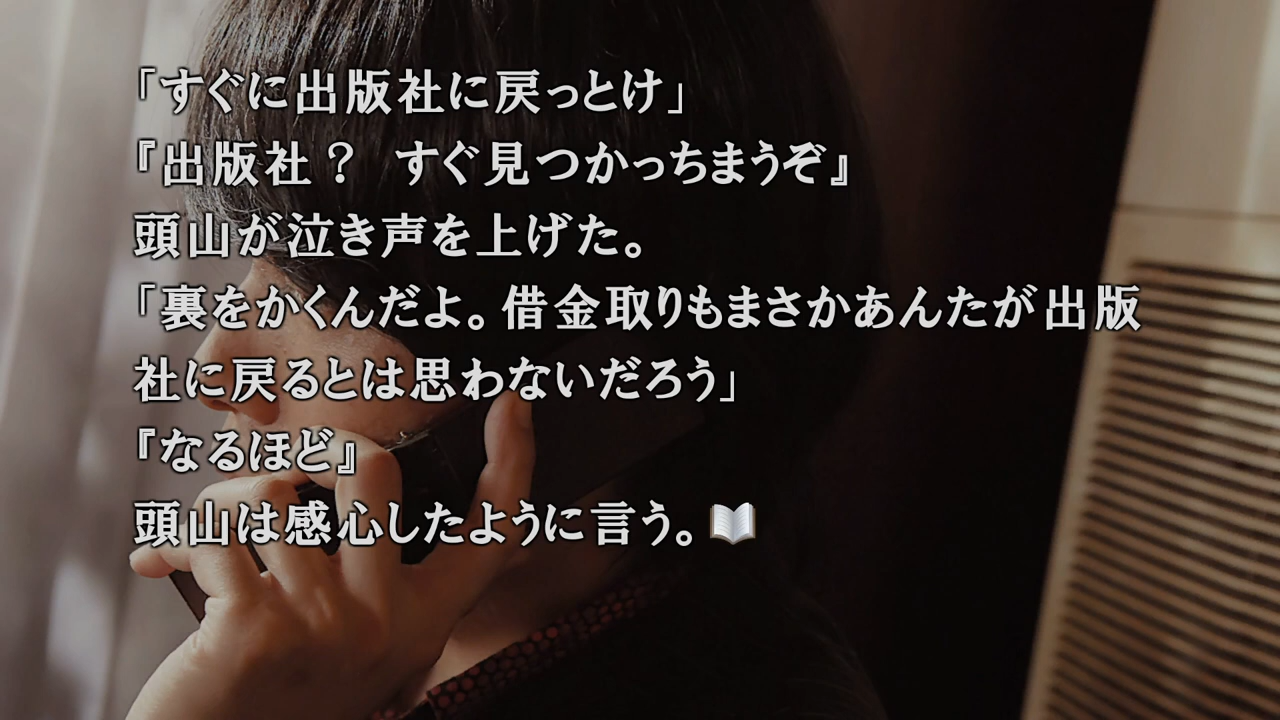 「すぐに出版社に戻っとけ」
『出版社？　すぐ見つかっちまうぞ』
頭山が泣き声を上げた。
「裏をかくんだよ。借金取りもまさかあんたが出版
社に戻るとは思わないだろう」
『なるほど』
頭山は感心したように言う。